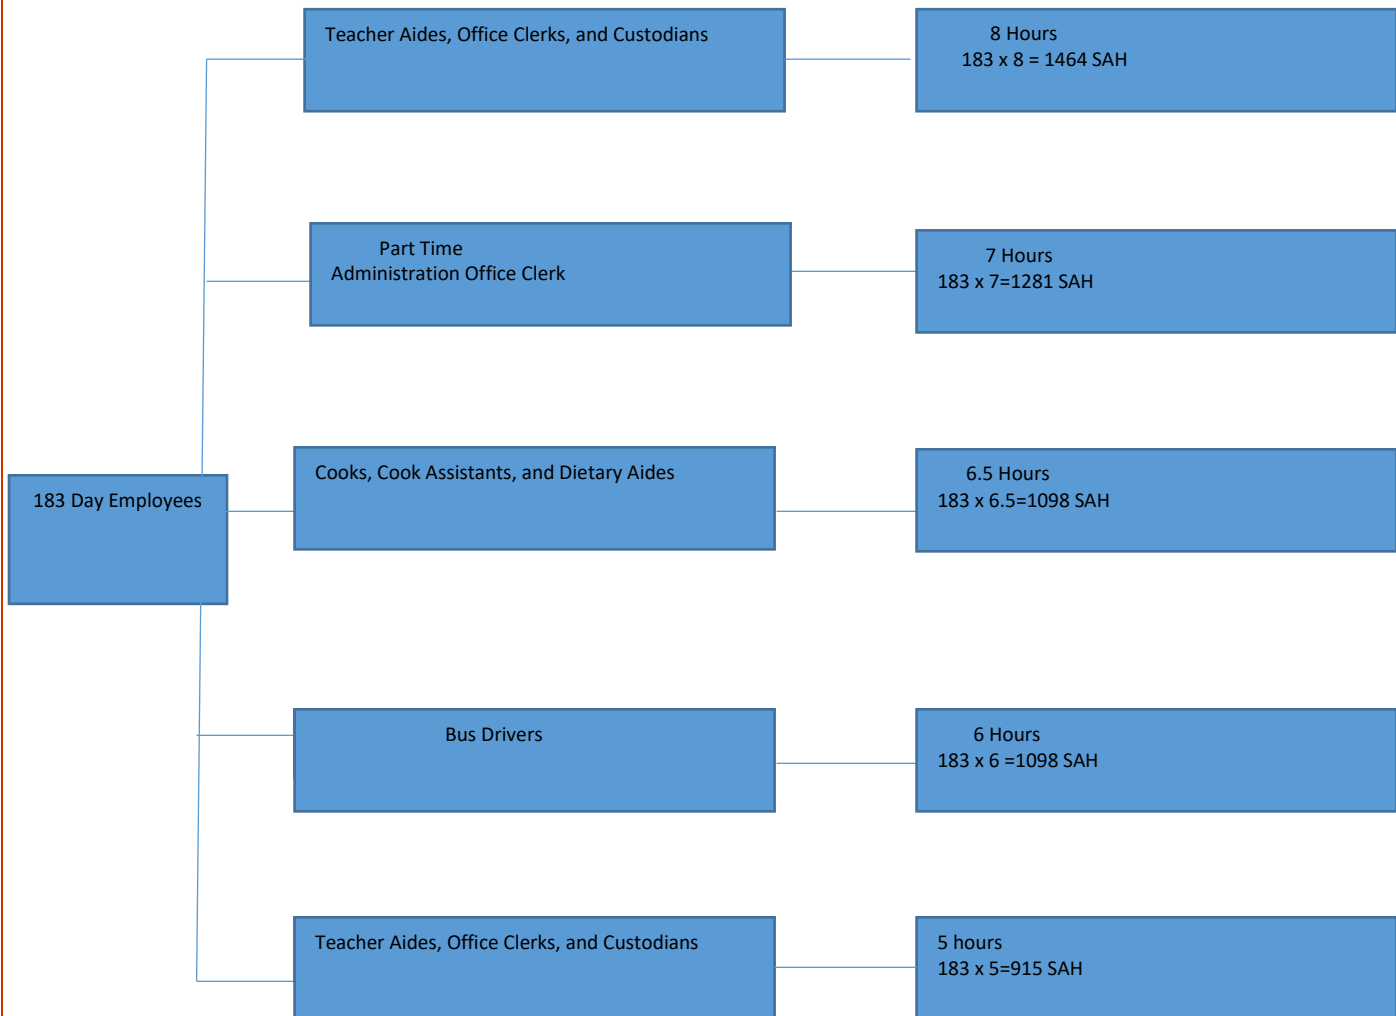 Teacher Aides, Office Clerks, and Custodians
8 Hours
183 x 8 = 1464 SAH
Part Time
Administration Office Clerk
7 Hours
183 x 7=1281 SAH
183 Day Employees
Cooks, Cook Assistants, and Dietary Aides
6.5 Hours
183 x 6.5=1098 SAH
Bus Drivers
6 Hours
183 x 6 =1098 SAH
Teacher Aides, Office Clerks, and Custodians
5 hours
183 x 5=915 SAH